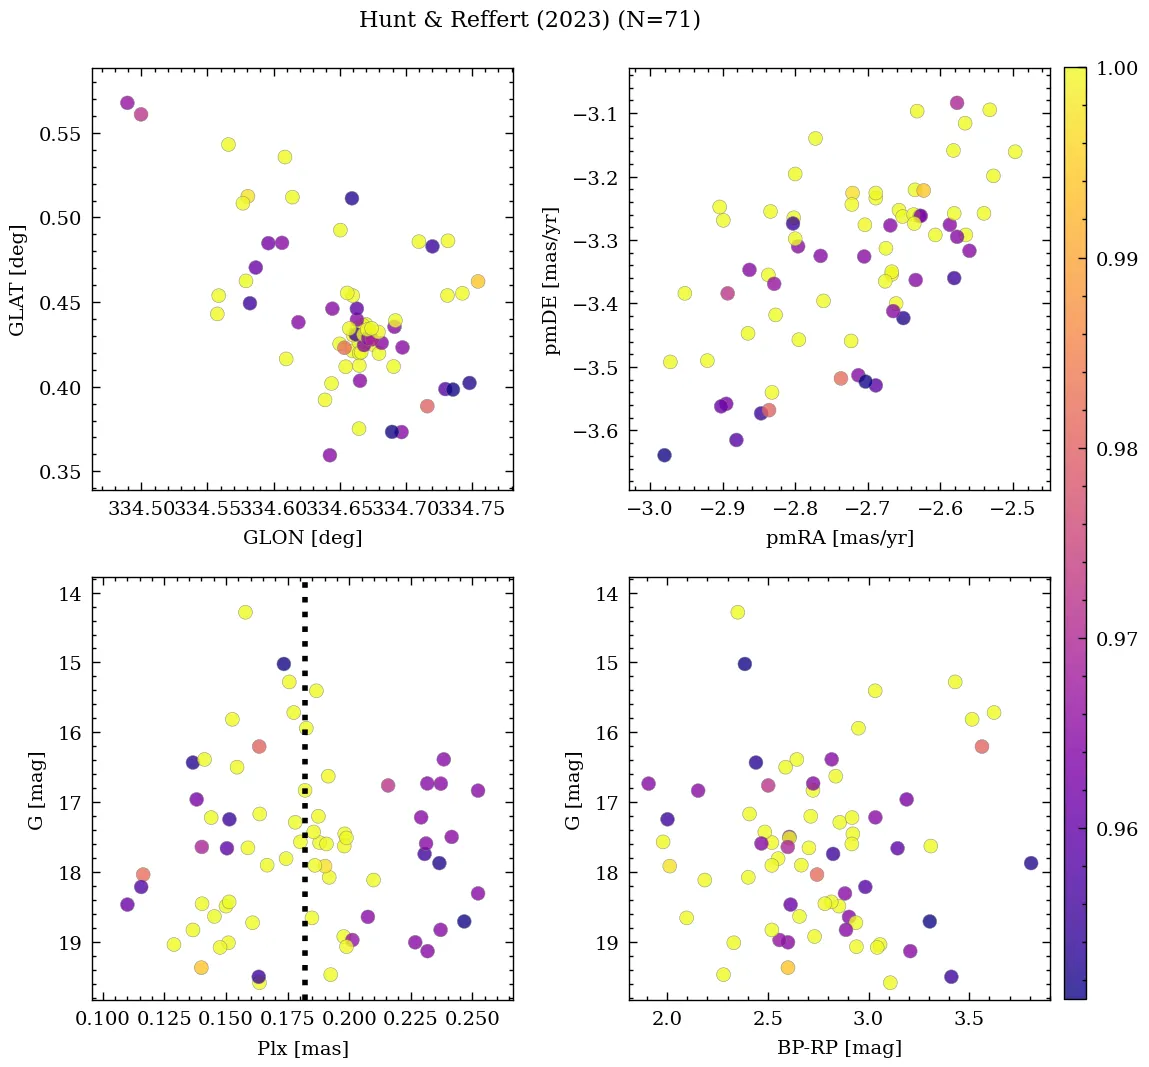 Hunt & Reffert (2023) (N=71)
0.55
0.50
0.45
0.40
0.35
GLAT [deg]
334.50 334.55 334.60 334.65 334.70 334.75
GLON [deg]
−3.1
−3.2
−3.3
−3.4
−3.5
−3.6
pmDE [mas/yr]
−3.0 −2.9 −2.8 −2.7 −2.6 −2.5
pmRA [mas/yr]
1.00
0.99
0.98
0.97
0.96
14
15
16
17
18
19
G [mag]
0.100 0.125 0.150 0.175 0.200 0.225 0.250
Plx [mas]
14
15
16
17
18
19
G [mag]
2.0 2.5 3.0 3.5
BP-RP [mag]